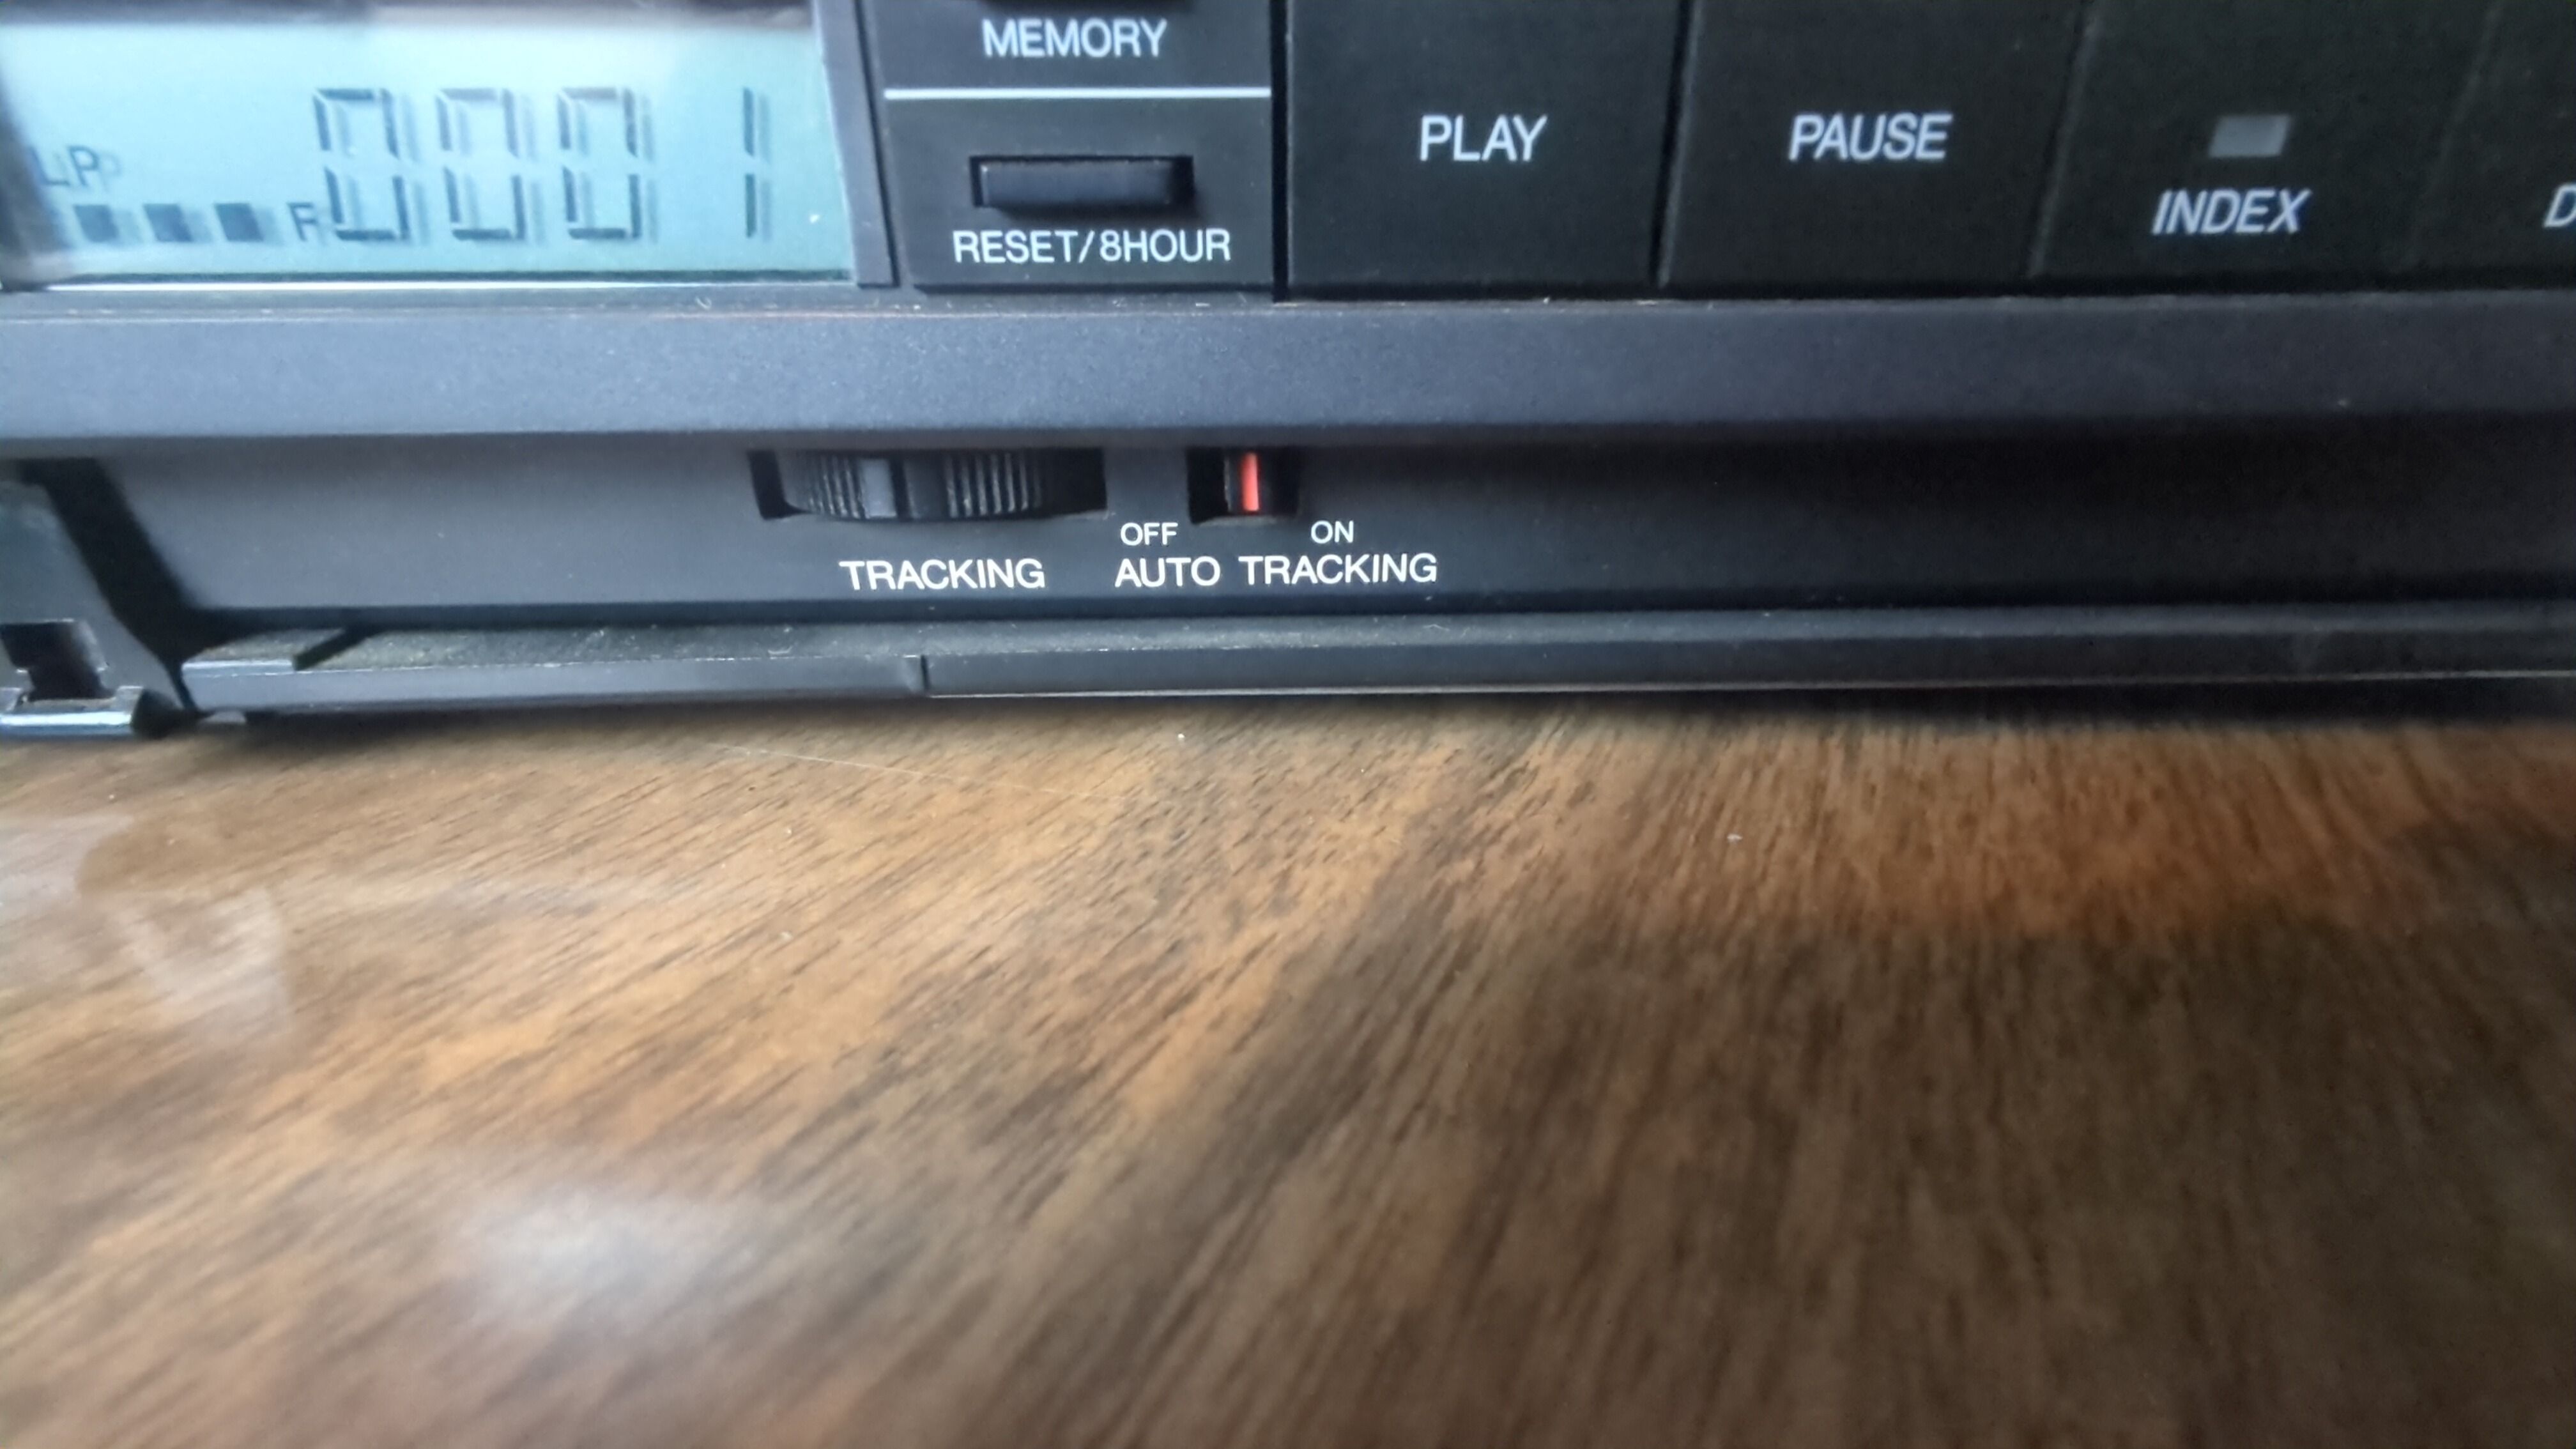 MEMORY
RESET/8HOUR
LP
0001
PLAY
PAUSE
INDEX
TRACKING
OFF ON
AUTO TRACKING